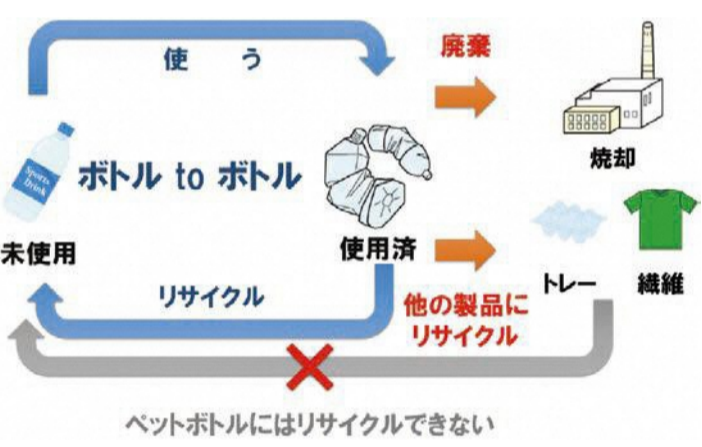 使う
廃棄
焼却
Sports
Drink
ボトル to ボトル
未使用
使用済
トレー
繊維
リサイクル
他の製品に
リサイクル
ペットボトルにはリサイクルできない